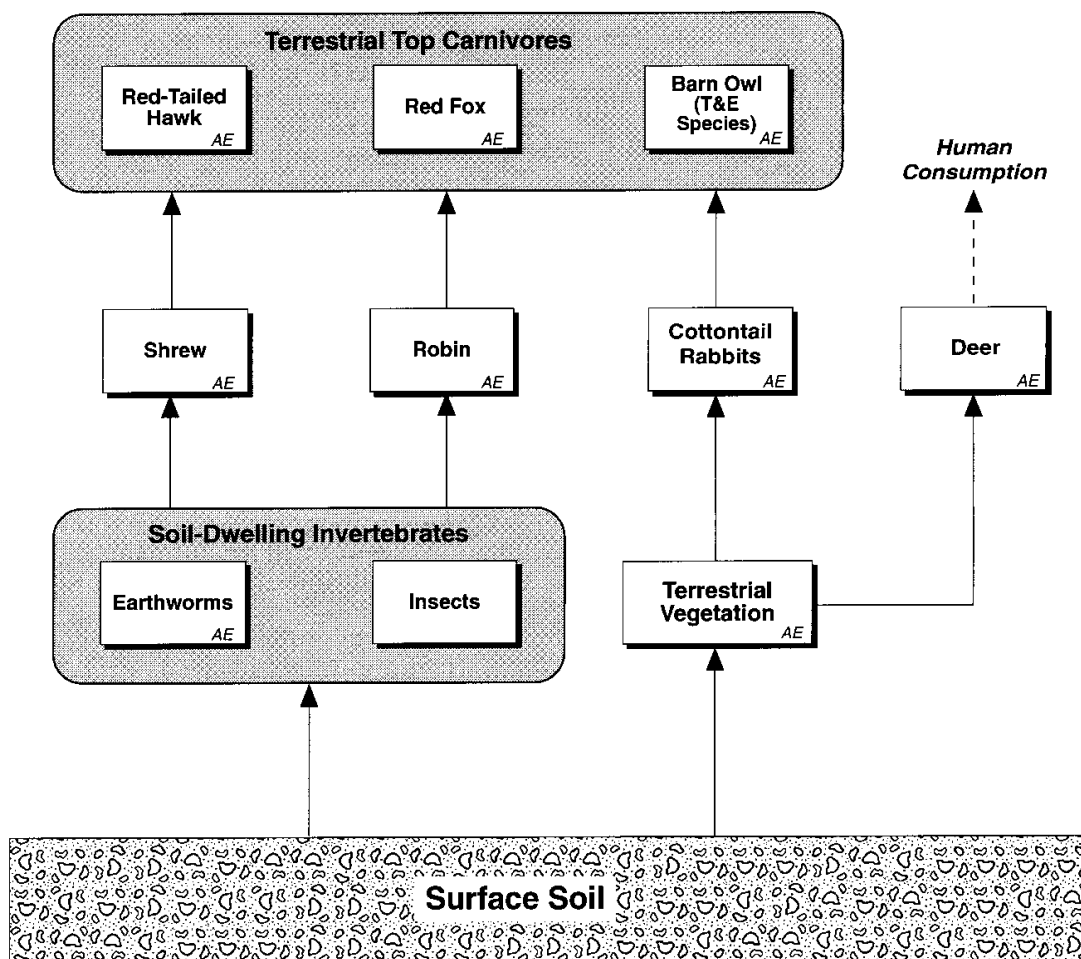 Terrestrial Top Carnivores
Red-Tailed
Hawk
AE
Red Fox
AE
Barn Owl
(T&E
Species)
AE
Human
Consumption
Shrew
AE
Robin
AE
Cottontail
Rabbits
AE
Deer
AE
Soil-Dwelling Invertebrates
Earthworms
AE
Insects
Terrestrial
Vegetation
AE
Surface Soil